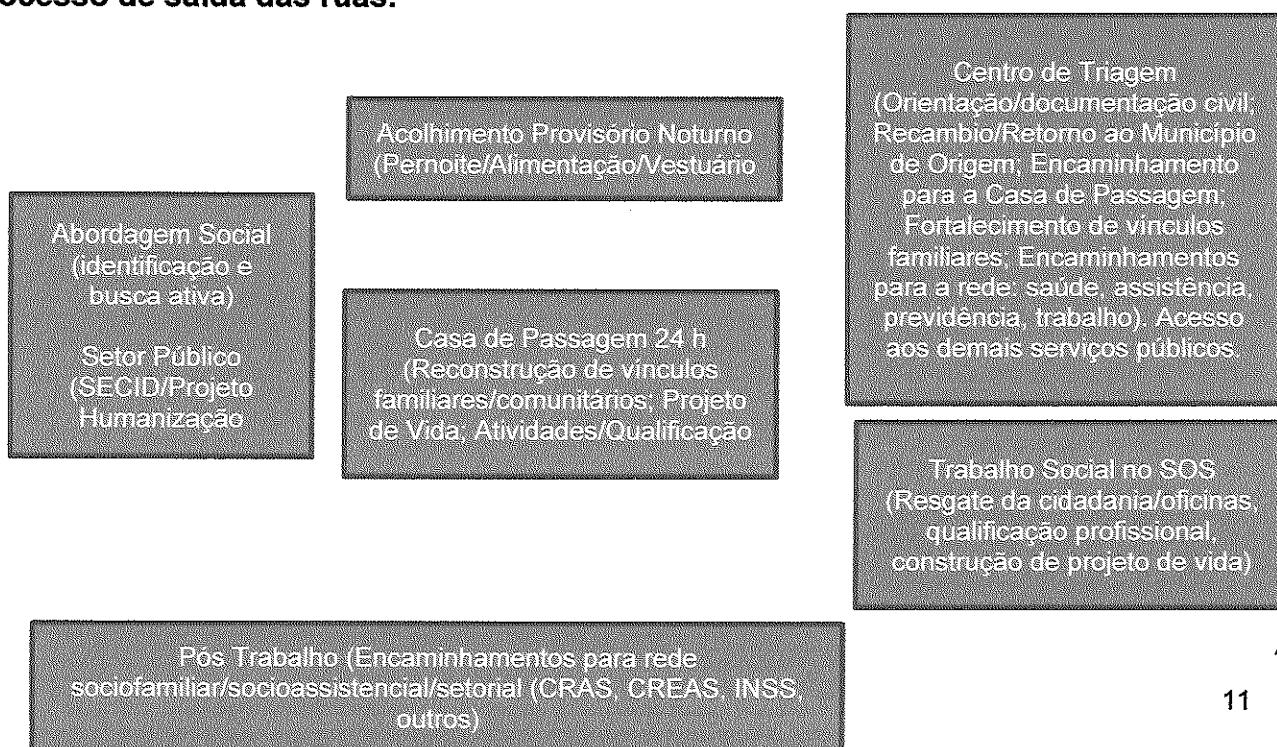 ocesso de saída das ruas:
Abordagem Social
(identificação e
busca ativa)
Setor Público
(SECID/Projeto
Humanização
Acolhimento Provisório Noturno
(Pernoite/Alimentação/Vestuário
Casa de Passagem 24 h
(Reconstrução de vínculos
familiares/comunitários; Projeto
de Vida; Atividades/Qualificação
Centro de Triagem
(Orientação/documentação civil;
Recambio/Retorno ao Município
de Origem; Encaminhamento
para a Casa de Passagem;
Fortalecimento de vínculos
familiares; Encaminhamentos
para a rede: saúde, assistência,
previdência, trabalho). Acesso
aos demais serviços públicos.
Trabalho Social no SOS
(Resgate da cidadania/oficinas,
qualificação profissional,
construção de projeto de vida)
Pós Trabalho (Encaminhamentos para rede
sociofamiliar/socioassistencial/setorial (CRAS, CREAS, INSS,
outros)
11